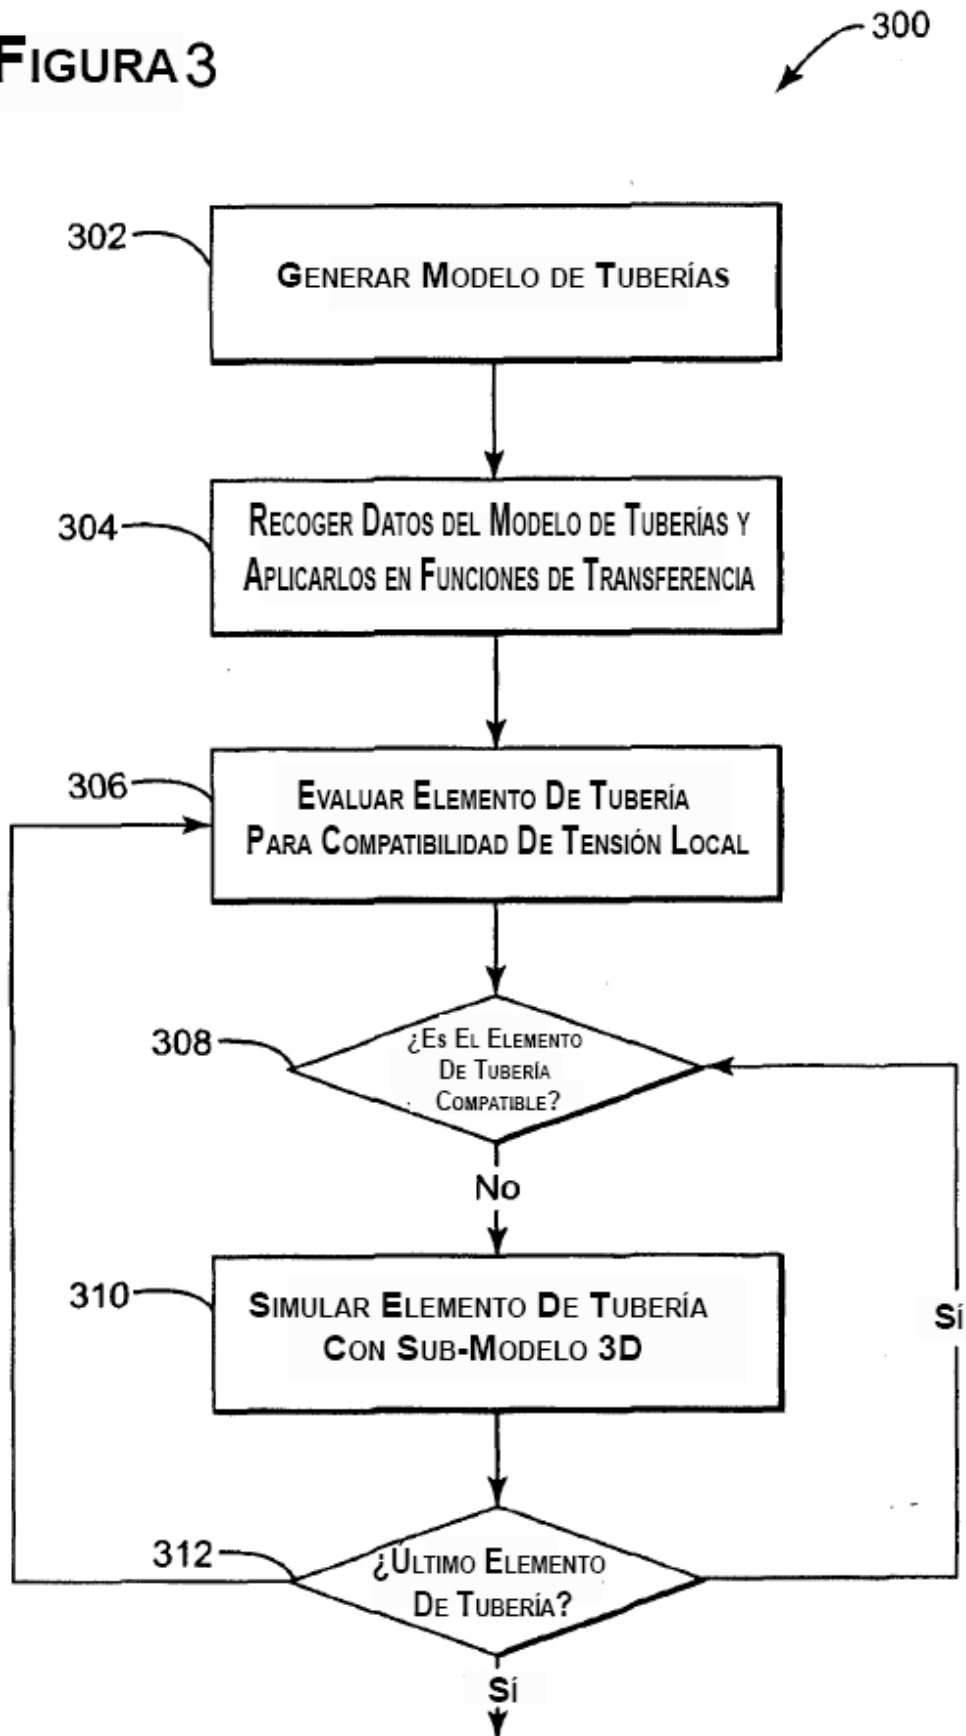 FIGURA 3
300
302
GENERAR MODELO DE TUBERÍAS
304
RECOGER DATOS DEL MODELO DE TUBERÍAS Y
APLICARLOS EN FUNCIONES DE TRANSFERENCIA
306
EVALUAR ELEMENTO DE TUBERÍA
PARA COMPATIBILIDAD DE TENSIÓN LOCAL
308
¿ES EL ELEMENTO
DE TUBERÍA
COMPATIBLE?
No
310
SIMULAR ELEMENTO DE TUBERÍA
CON SUB-MODELO 3D
Sí
312
¿ÚLTIMO ELEMENTO
DE TUBERÍA?
Sí